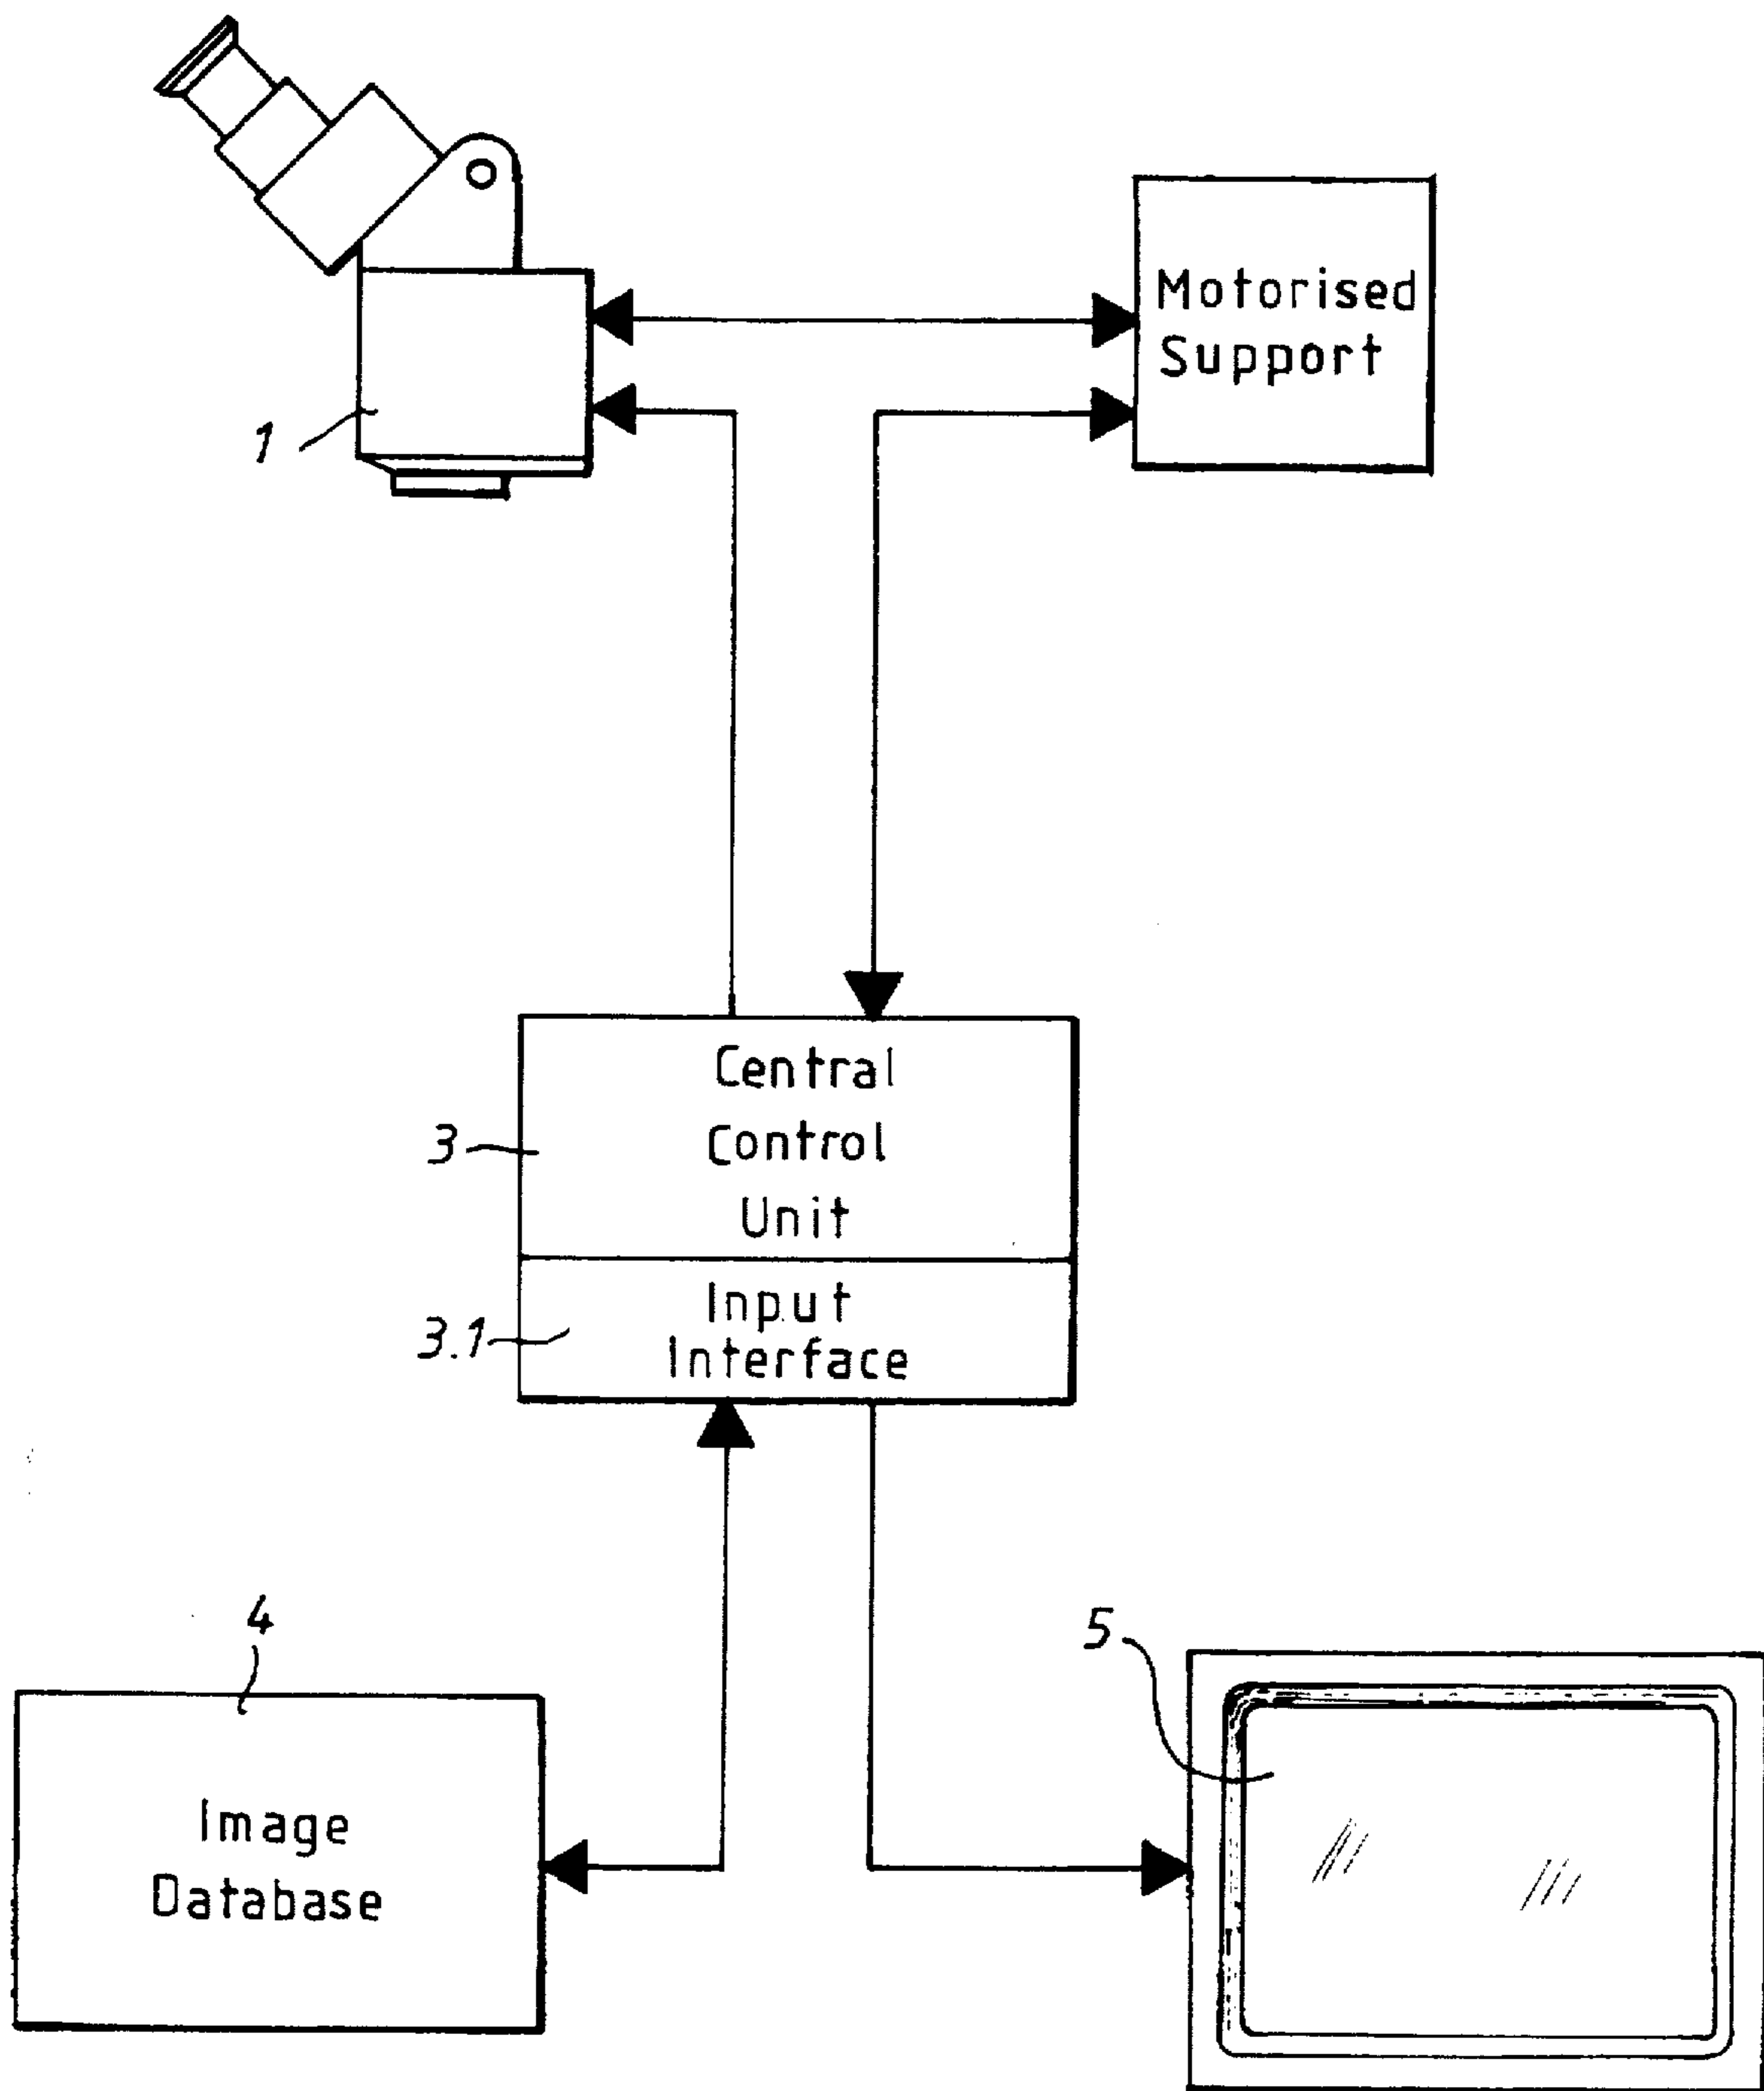 Motorised
Support
1
Central
Control
Unit
3
Input
Interface
3.1
4
5
Image
Database